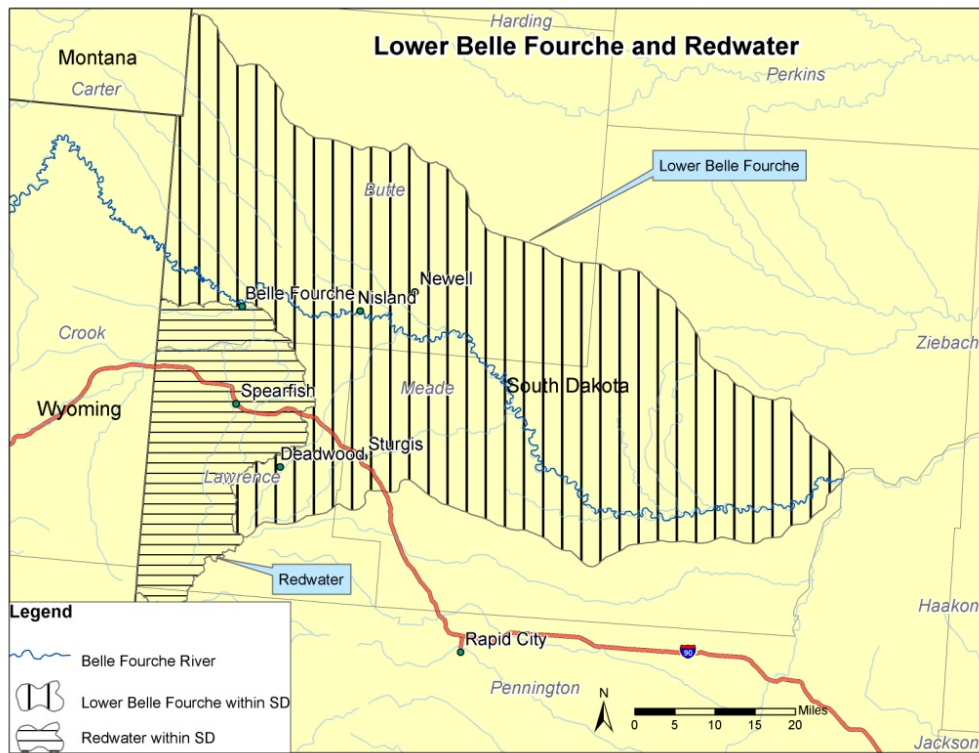 Harding
Lower Belle Fourche and Redwater
Montana
Carter
Perkins
Lower Belle Fourche
Butte
Newell
Belle Fourche
Nisland
Crook
Ziebach
Meade
South Dakota
Spearfish
Wyoming
Sturgis
Deadwood
Lawrence
Redwater
Haakon
Legend
Belle Fourche River
Lower Belle Fourche within SD
Redwater within SD
Rapid City
90
Pennington
N
Miles
0 5 10 15 20
Jackson